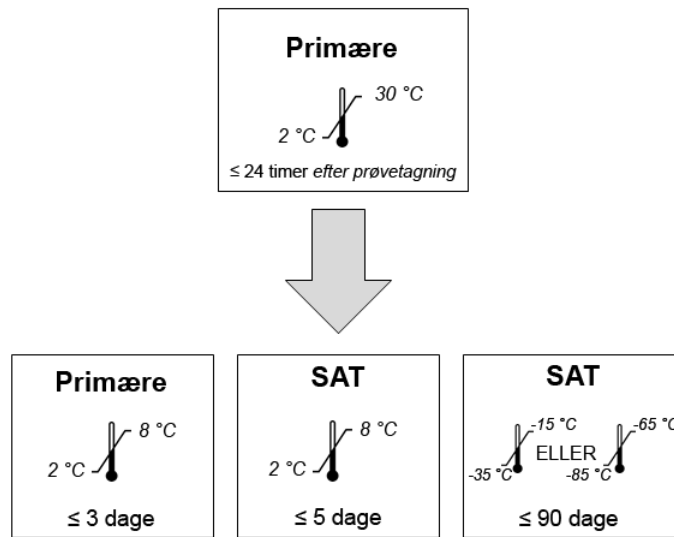 Primære
30 °C
2 °C
≤ 24 timer efter prøvetagning
Primære
8 °C
2 °C
≤ 3 dage
SAT
8 °C
2 °C
≤ 5 dage
SAT
-15 °C
-35 °C
ELLER
-65 °C
-85 °C
≤ 90 dage